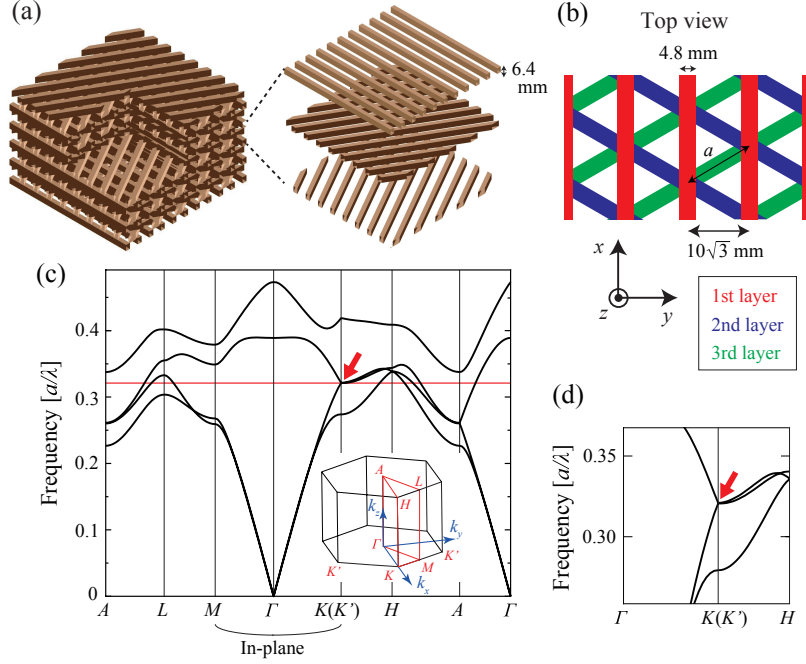 (a)
6.4
mm
(b)
Top view
4.8 mm
a
10√3 mm
x
z
y
1st layer
2nd layer
3rd layer
(c)
Frequency [a/λ]
0.4
0.3
0.2
0.1
0
A L M Γ K(K') H A Γ
In-plane
A
L
H
k_z
Γ
k_y
K'
K'
K
M
k_x
(d)
Frequency [a/λ]
0.35
0.30
Γ K(K') H